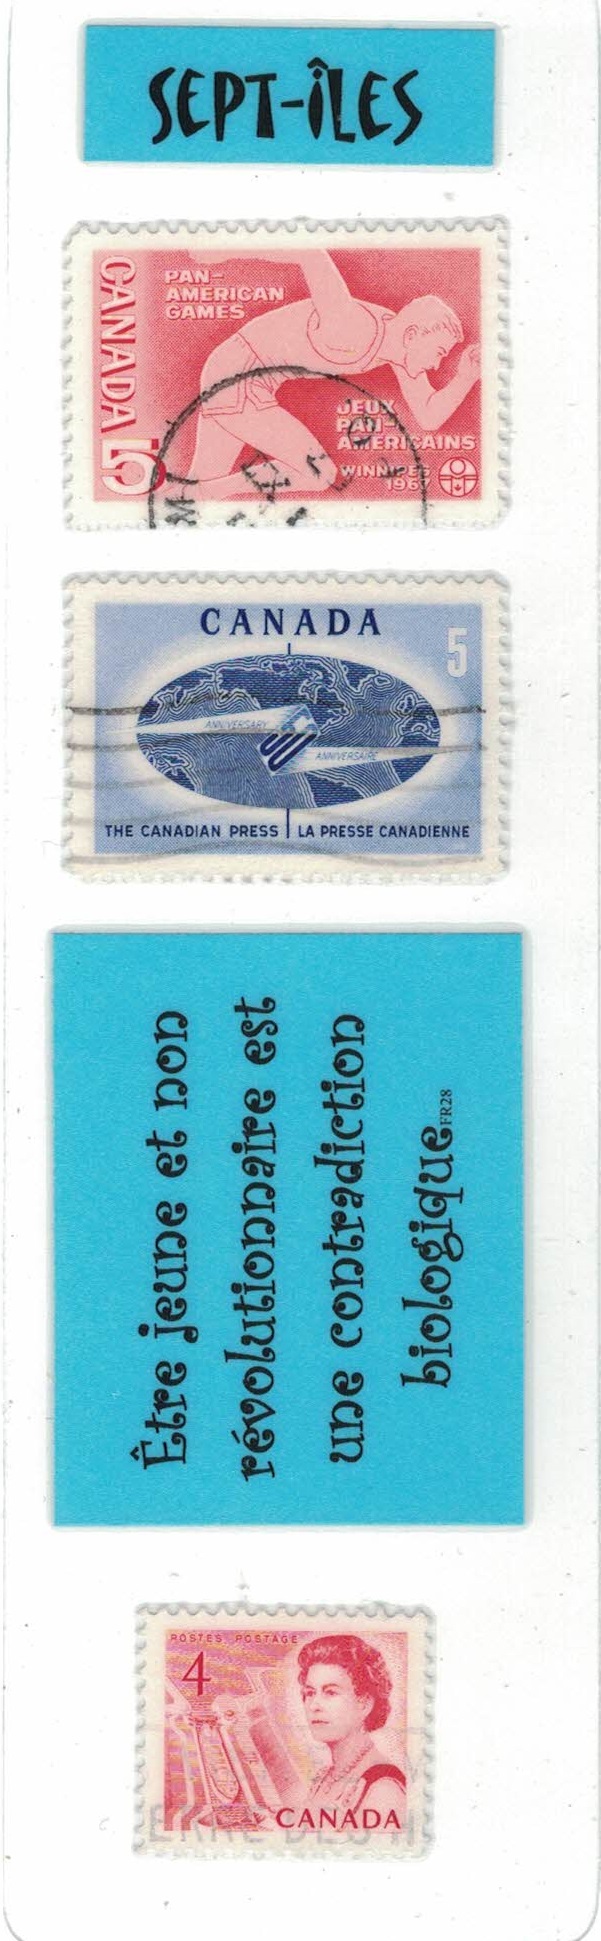 SEPT-ÎLES
CANADA 5
PAN-
AMERICAN
GAMES
JEUX
PAN-
AMERICAINS
WINNIPEG
1967
CANADA
5
ANNIVERSARY
ANNIVERSAIRE
THE CANADIAN PRESS
LA PRESSE CANADIENNE
Être jeune et non
révolutionnaire est
une contradiction
biologique FR28
POSTES POSTAGE
4
CANADA